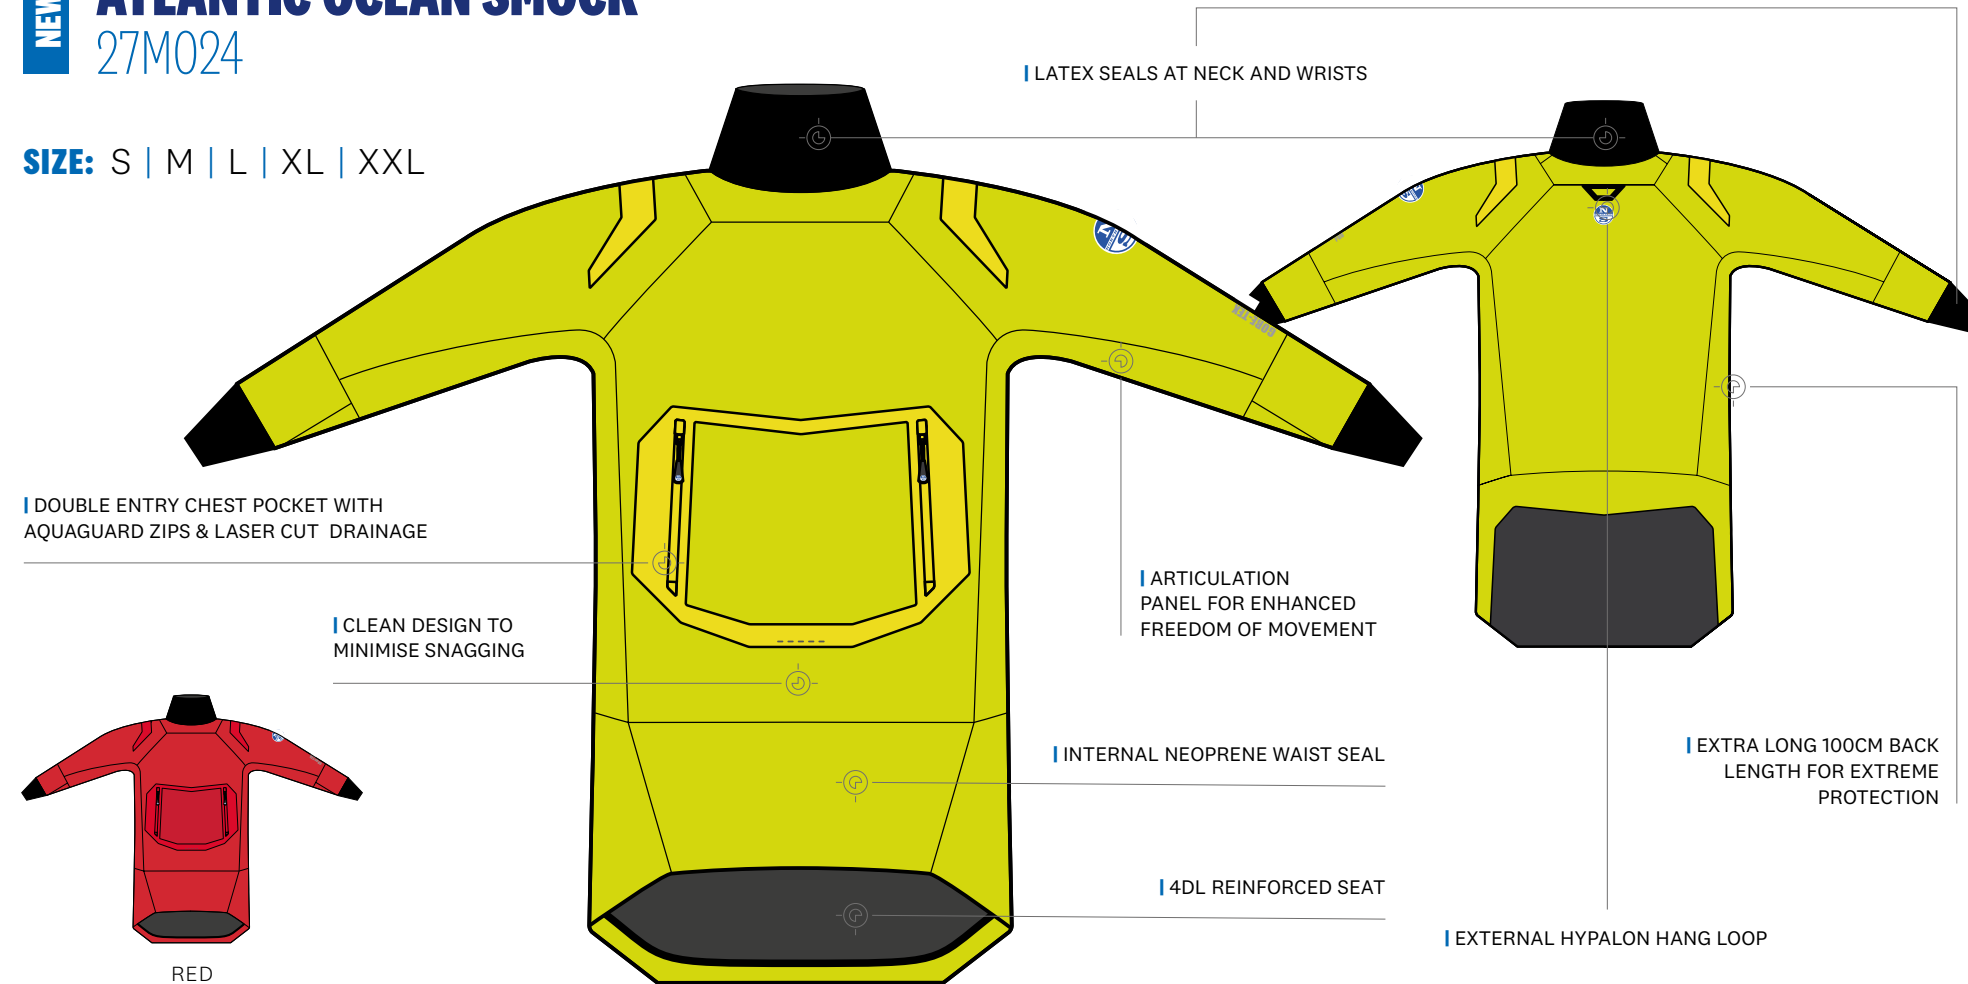 NEW
ATLANTIC OCEAN SMOCK
27M024
SIZE: S | M | L | XL | XXL
LATEX SEALS AT NECK AND WRISTS
GORE-TEX
DOUBLE ENTRY CHEST POCKET WITH
AQUAGUARD ZIPS & LASER CUT DRAINAGE
ARTICULATION
PANEL FOR ENHANCED
FREEDOM OF MOVEMENT
CLEAN DESIGN TO
MINIMISE SNAGGING
INTERNAL NEOPRENE WAIST SEAL
EXTRA LONG 100CM BACK
LENGTH FOR EXTREME
PROTECTION
4DL REINFORCED SEAT
EXTERNAL HYPALON HANG LOOP
RED